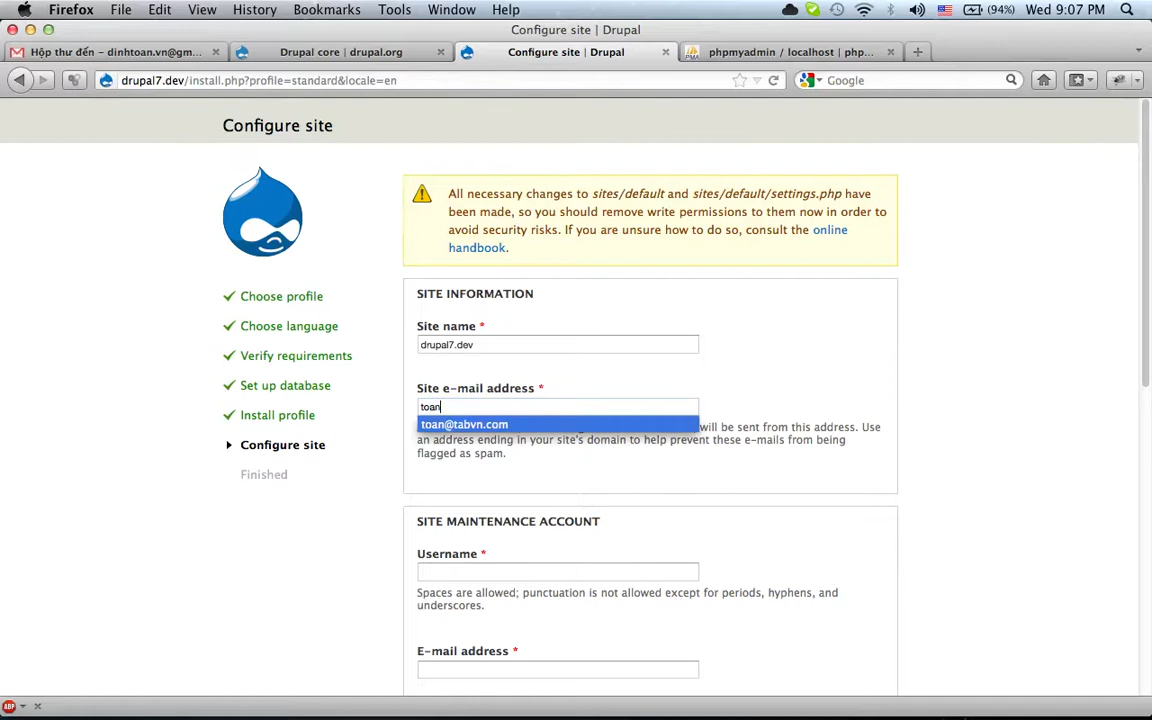 Firefox File Edit View History Bookmarks Tools Window Help (94%) Wed 9:07 PM
Configure site | Drupal
Hộp thư đến – dinhtoan.vn@gm... Drupal core | drupal.org Configure site | Drupal phpmyadmin / localhost | php...
drupal7.dev/install.php?profile=standard&locale=en Google
Configure site
All necessary changes to sites/default and sites/default/settings.php have
been made, so you should remove write permissions to them now in order to
avoid security risks. If you are unsure how to do so, consult the online
handbook.
Choose profile
Choose language
Verify requirements
Set up database
Install profile
Configure site
Finished
SITE INFORMATION
Site name *
drupal7.dev
Site e-mail address *
toan
toan@tabvn.com
will be sent from this address. Use
an address ending in your site's domain to help prevent these e-mails from being
flagged as spam.
SITE MAINTENANCE ACCOUNT
Username *
Spaces are allowed; punctuation is not allowed except for periods, hyphens, and
underscores.
E-mail address *
ABP